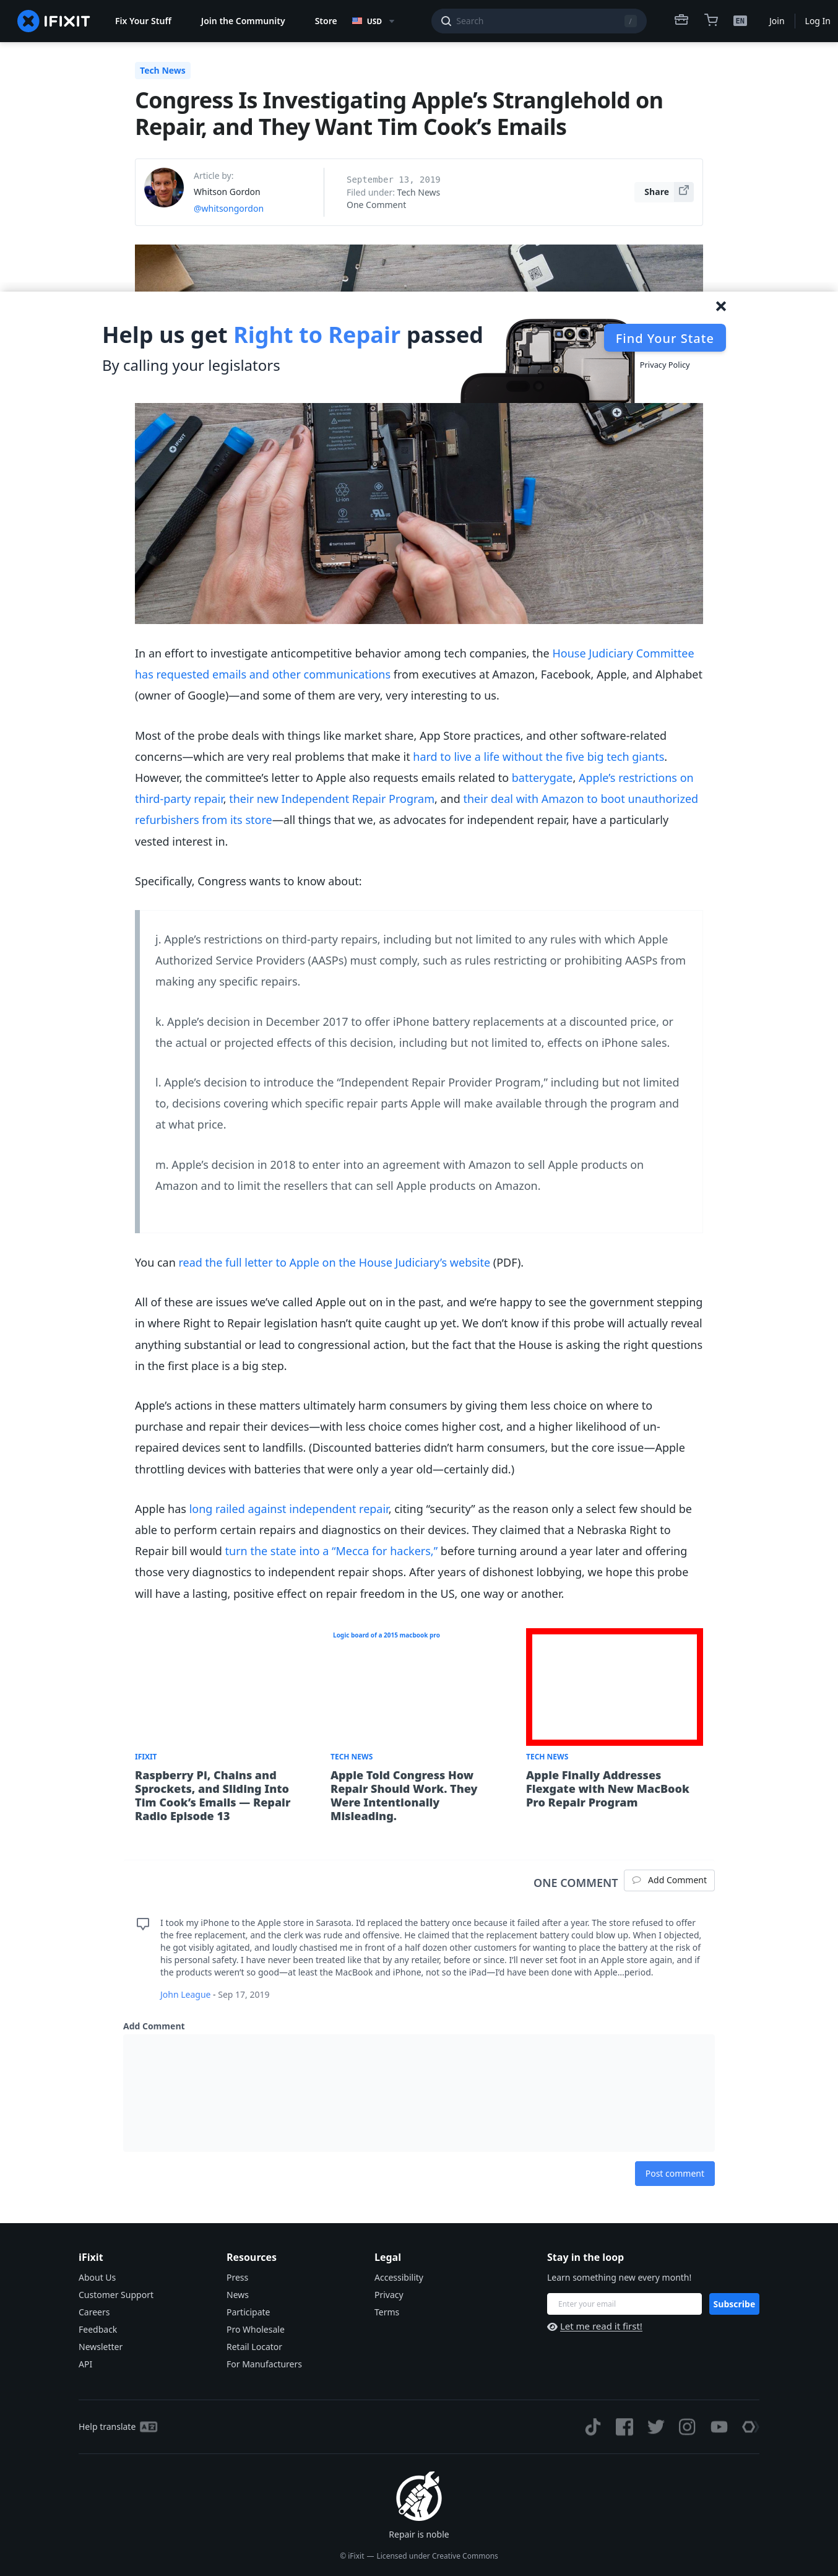 IFIXIT
Fix Your Stuff
Join the Community
Store
USD
Search
/
EN
Join
Log In
Tech News
Congress Is Investigating Apple’s Stranglehold on
Repair, and They Want Tim Cook’s Emails
Article by:
Whitson Gordon
@whitsongordon
September 13, 2019
Filed under: Tech News
One Comment
Share
Help us get Right to Repair passed
By calling your legislators
Find Your State
Privacy Policy
IFIXIT
Li-ion
In an effort to investigate anticompetitive behavior among tech companies, the House Judiciary Committee
has requested emails and other communications from executives at Amazon, Facebook, Apple, and Alphabet
(owner of Google)—and some of them are very, very interesting to us.
Most of the probe deals with things like market share, App Store practices, and other software-related
concerns—which are very real problems that make it hard to live a life without the five big tech giants.
However, the committee’s letter to Apple also requests emails related to batterygate, Apple’s restrictions on
third-party repair, their new Independent Repair Program, and their deal with Amazon to boot unauthorized
refurbishers from its store—all things that we, as advocates for independent repair, have a particularly
vested interest in.
Specifically, Congress wants to know about:
j. Apple’s restrictions on third-party repairs, including but not limited to any rules with which Apple
Authorized Service Providers (AASPs) must comply, such as rules restricting or prohibiting AASPs from
making any specific repairs.
k. Apple’s decision in December 2017 to offer iPhone battery replacements at a discounted price, or
the actual or projected effects of this decision, including but not limited to, effects on iPhone sales.
l. Apple’s decision to introduce the “Independent Repair Provider Program,” including but not limited
to, decisions covering which specific repair parts Apple will make available through the program and
at what price.
m. Apple’s decision in 2018 to enter into an agreement with Amazon to sell Apple products on
Amazon and to limit the resellers that can sell Apple products on Amazon.
You can read the full letter to Apple on the House Judiciary’s website (PDF).
All of these are issues we’ve called Apple out on in the past, and we’re happy to see the government stepping
in where Right to Repair legislation hasn’t quite caught up yet. We don’t know if this probe will actually reveal
anything substantial or lead to congressional action, but the fact that the House is asking the right questions
in the first place is a big step.
Apple’s actions in these matters ultimately harm consumers by giving them less choice on where to
purchase and repair their devices—with less choice comes higher cost, and a higher likelihood of un-
repaired devices sent to landfills. (Discounted batteries didn’t harm consumers, but the core issue—Apple
throttling devices with batteries that were only a year old—certainly did.)
Apple has long railed against independent repair, citing “security” as the reason only a select few should be
able to perform certain repairs and diagnostics on their devices. They claimed that a Nebraska Right to
Repair bill would turn the state into a “Mecca for hackers,” before turning around a year later and offering
those very diagnostics to independent repair shops. After years of dishonest lobbying, we hope this probe
will have a lasting, positive effect on repair freedom in the US, one way or another.
Logic board of a 2015 macbook pro
IFIXIT
Raspberry Pi, Chains and
Sprockets, and Sliding Into
Tim Cook’s Emails — Repair
Radio Episode 13
TECH NEWS
Apple Told Congress How
Repair Should Work. They
Were Intentionally
Misleading.
TECH NEWS
Apple Finally Addresses
Flexgate with New MacBook
Pro Repair Program
ONE COMMENT
Add Comment
I took my iPhone to the Apple store in Sarasota. I’d replaced the battery once because it failed after a year. The store refused to offer
the free replacement, and the clerk was rude and offensive. He claimed that the replacement battery could blow up. When I objected,
he got visibly agitated, and loudly chastised me in front of a half dozen other customers for wanting to place the battery at the risk of
his personal safety. I have never been treated like that by any retailer, before or since. I’ll never set foot in an Apple store again, and if
the products weren’t so good—at least the MacBook and iPhone, not so the iPad—I’d have been done with Apple…period.
John League - Sep 17, 2019
Add Comment
Post comment
iFixit
About Us
Customer Support
Careers
Feedback
Newsletter
API
Resources
Press
News
Participate
Pro Wholesale
Retail Locator
For Manufacturers
Legal
Accessibility
Privacy
Terms
Stay in the loop
Learn something new every month!
Enter your email
Subscribe
Let me read it first!
Help translate
Repair is noble
© iFixit — Licensed under Creative Commons